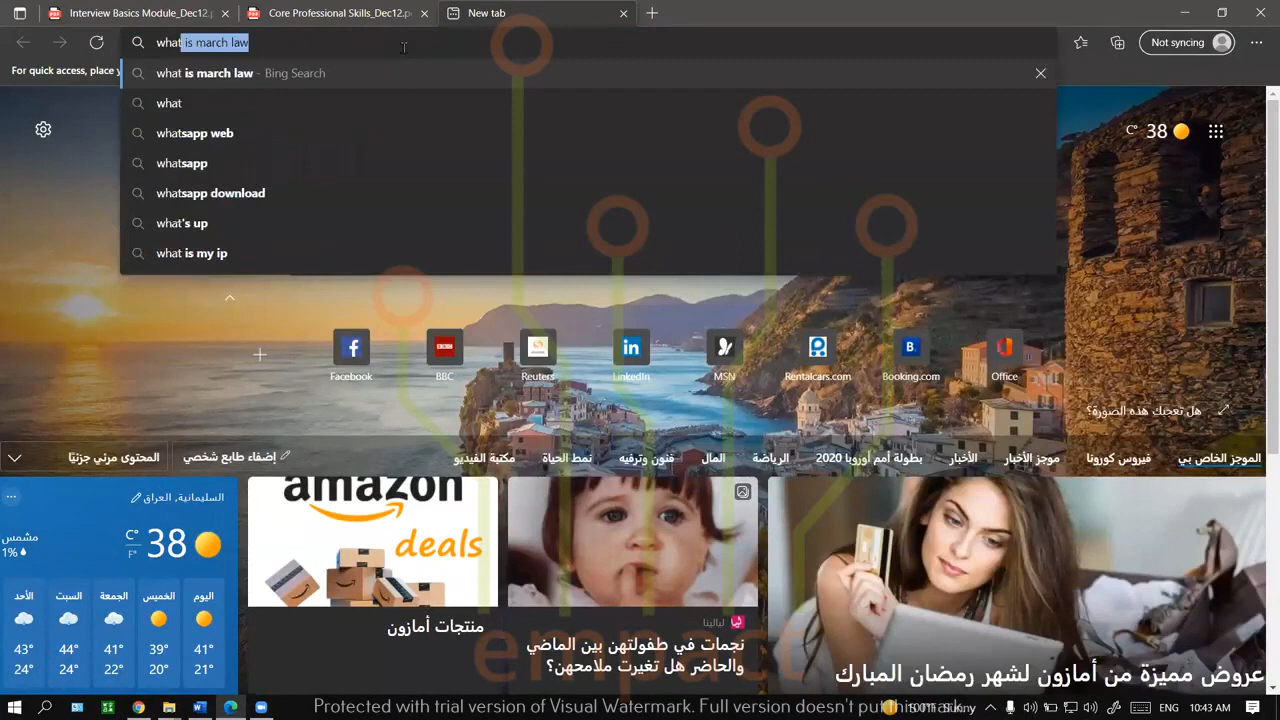 Interview Basics Module_Dec12.
Core Professional Skills_Dec12.p
New tab
what is march law
Not syncing
For quick access, place y
what is march law - Bing Search
what
whatsapp web
whatsapp
whatsapp download
what's up
what is my ip
C° 38
Facebook
BBC
Reuters
LinkedIn
MSN
Rentalcars.com
Booking.com
Office
هل تعجبك هذه الصورة؟
الموجز الخاص بي
فيروس كورونا
موجز الأخبار
الأخبار
بطولة أمم أوروبا 2020
الرياضة
المال
فنون وترفيه
نمط الحياة
مكتبة الفيديو
إضفاء طابع شخصي
المحتوى مرئي جزئيًا
السليمانية, العراق
مشمس
1%
C°
F°
38
اليوم
الخميس
الجمعة
السبت
الأحد
41° 39° 41° 44° 43°
21° 20° 22° 24° 24°
amazon
deals
منتجات أمازون
ليالينا
نجمات في طفولتهن بين الماضي
والحاضر هل تغيرت ملامحهن؟
عروض مميزة من أمازون لشهر رمضان المبارك
empact
Protected with trial version of Visual Watermark. Full version doesn't put this mark.
ENG
10:43 AM